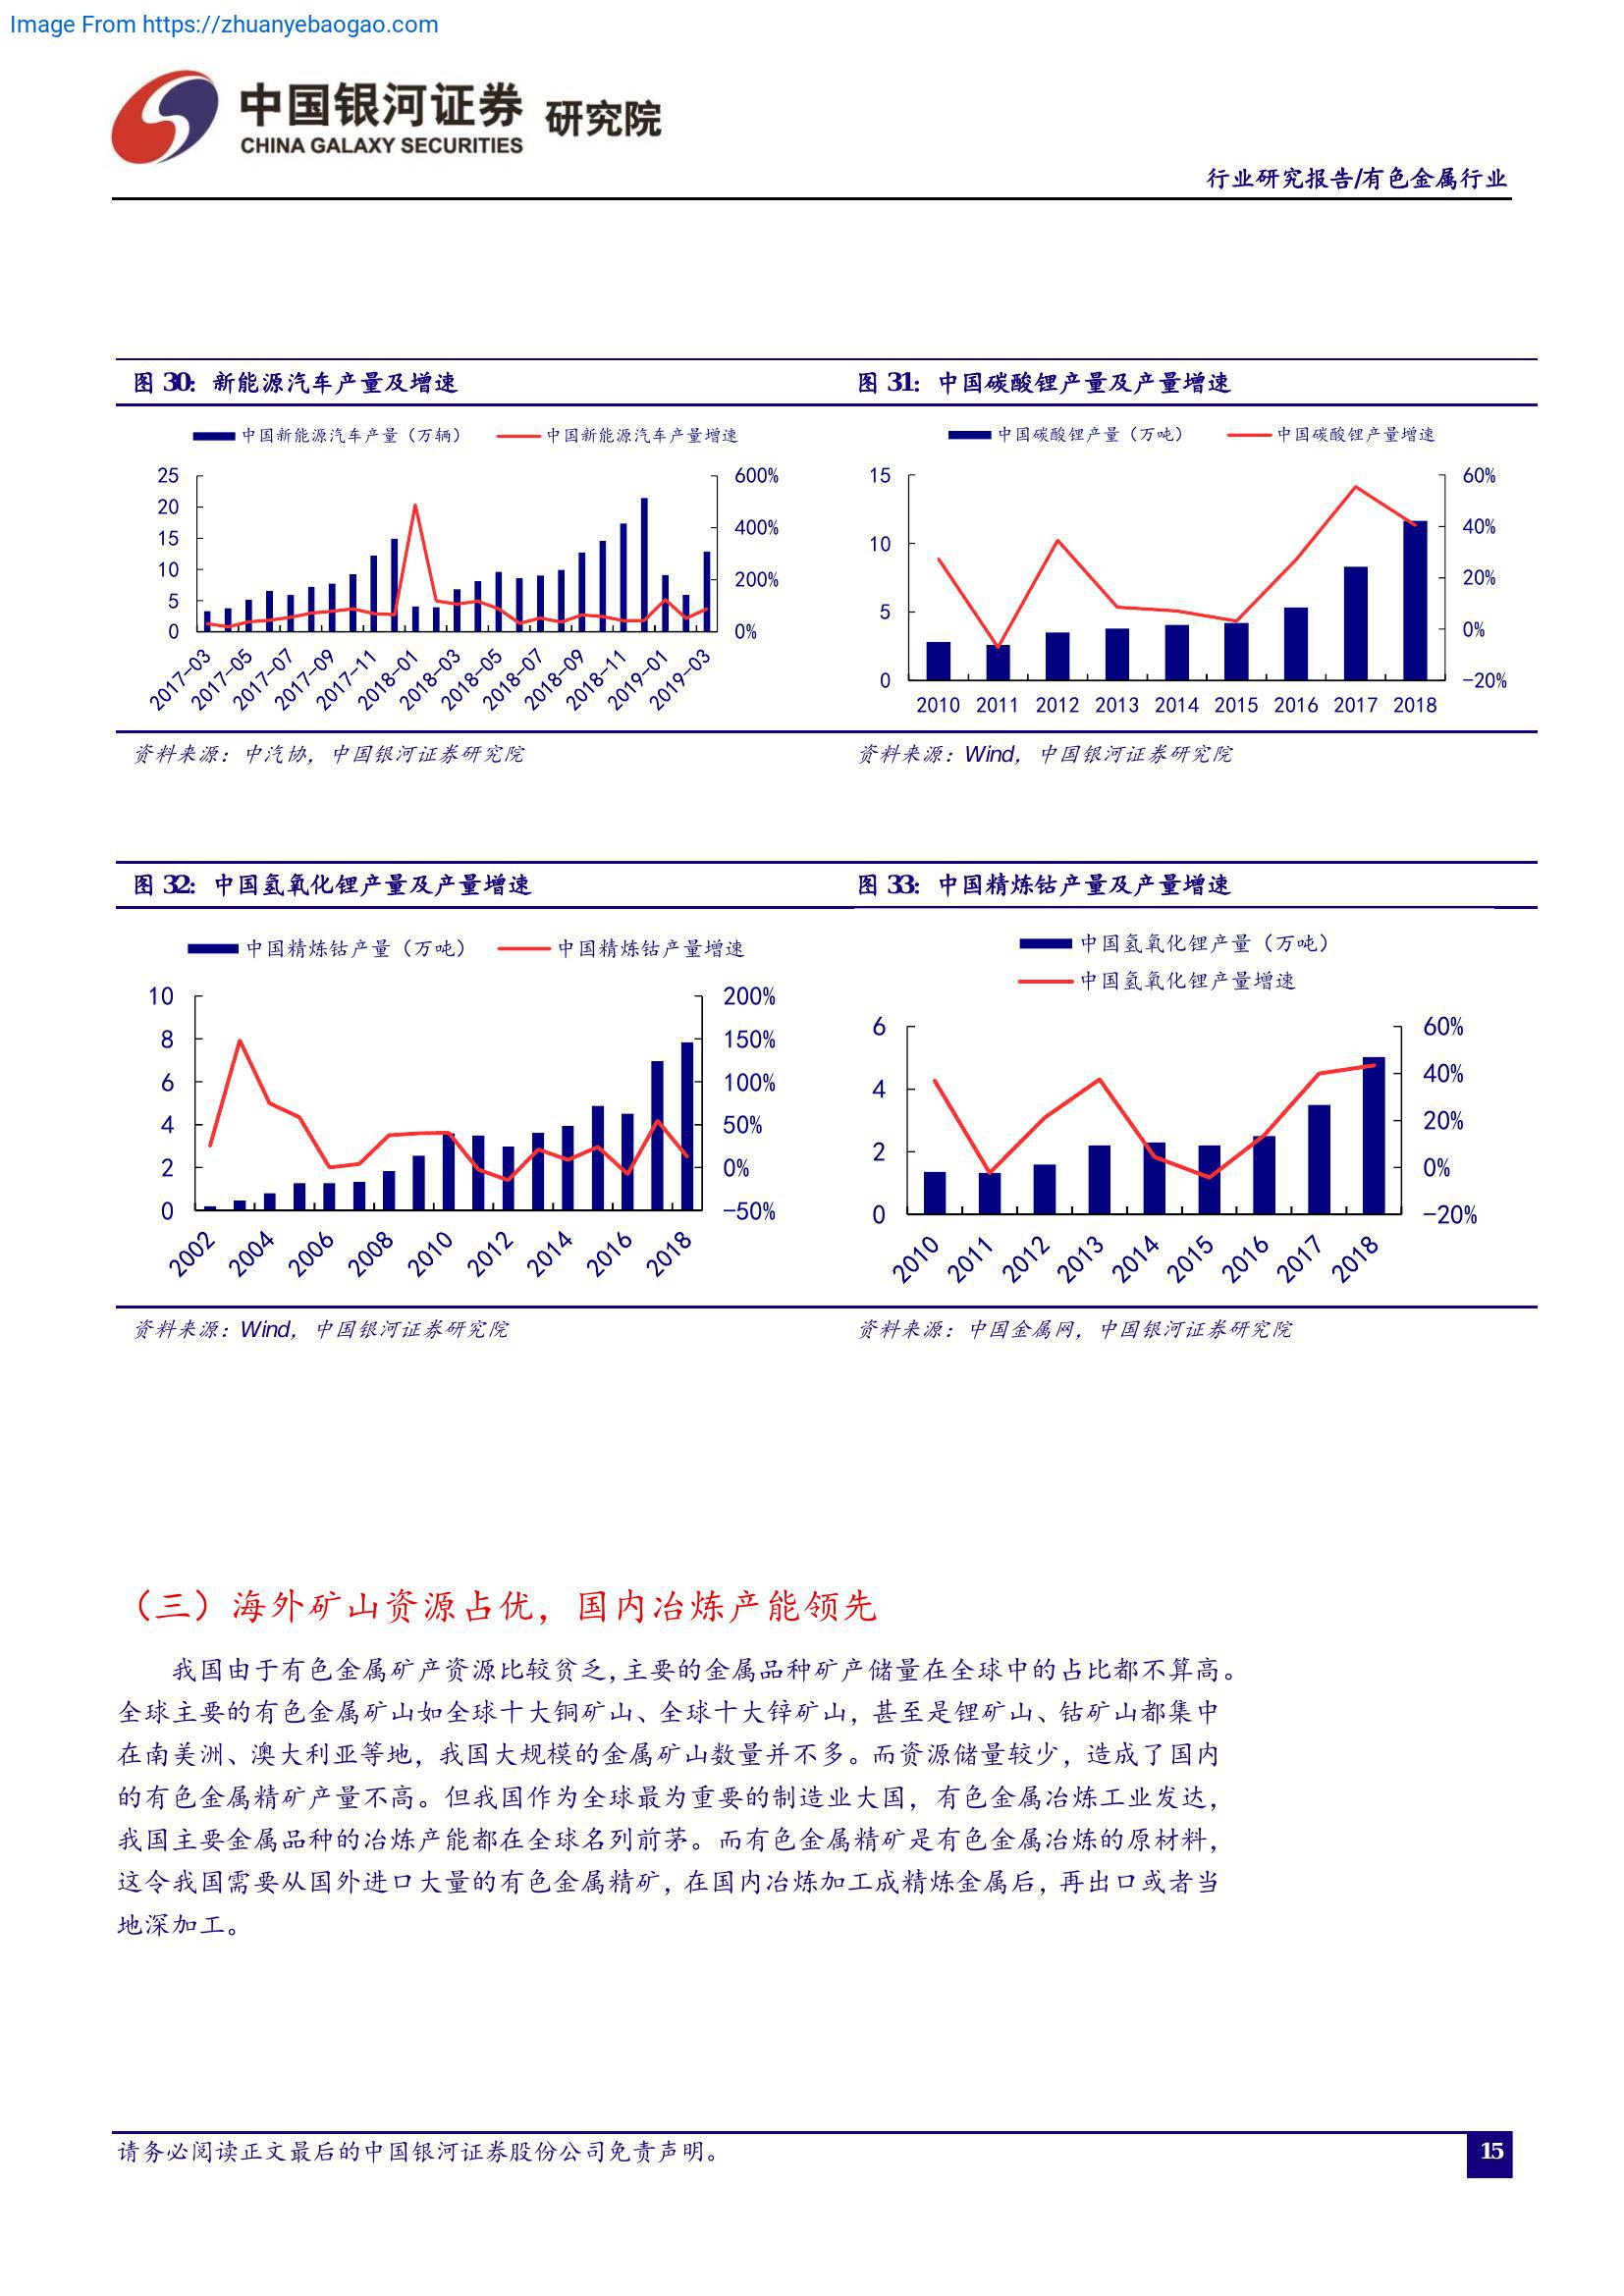 Image From https://zhuanyebaogao.com
中国银河证券 研究院
CHINA GALAXY SECURITIES
行业研究报告/有色金属行业
图 30: 新能源汽车产量及增速
图 31: 中国碳酸锂产量及产量增速
中国新能源汽车产量（万辆） 中国新能源汽车产量增速
25
20
15
10
5
0
600%
400%
200%
0%
2017-03 2017-05 2017-07 2017-09 2017-11 2018-01 2018-03 2018-05 2018-07 2018-09 2018-11 2019-01 2019-03
中国碳酸锂产量（万吨） 中国碳酸锂产量增速
15
10
5
0
60%
40%
20%
0%
-20%
2010 2011 2012 2013 2014 2015 2016 2017 2018
资料来源：中汽协，中国银河证券研究院
资料来源：Wind，中国银河证券研究院
图 32: 中国氢氧化锂产量及产量增速
图 33: 中国精炼钴产量及产量增速
中国精炼钴产量（万吨） 中国精炼钴产量增速
10
8
6
4
2
0
200%
150%
100%
50%
0%
-50%
2002 2004 2006 2008 2010 2012 2014 2016 2018
中国氢氧化锂产量（万吨）
中国氢氧化锂产量增速
6
4
2
0
60%
40%
20%
0%
-20%
2010 2011 2012 2013 2014 2015 2016 2017 2018
资料来源：Wind，中国银河证券研究院
资料来源：中国金属网，中国银河证券研究院
（三）海外矿山资源占优，国内冶炼产能领先
我国由于有色金属矿产资源比较贫乏,主要的金属品种矿产储量在全球中的占比都不算高。
全球主要的有色金属矿山如全球十大铜矿山、全球十大锌矿山，甚至是锂矿山、钴矿山都集中
在南美洲、澳大利亚等地，我国大规模的金属矿山数量并不多。而资源储量较少，造成了国内
的有色金属精矿产量不高。但我国作为全球最为重要的制造业大国，有色金属冶炼工业发达，
我国主要金属品种的冶炼产能都在全球名列前茅。而有色金属精矿是有色金属冶炼的原材料，
这令我国需要从国外进口大量的有色金属精矿，在国内冶炼加工成精炼金属后，再出口或者当
地深加工。
请务必阅读正文最后的中国银河证券股份公司免责声明。
15